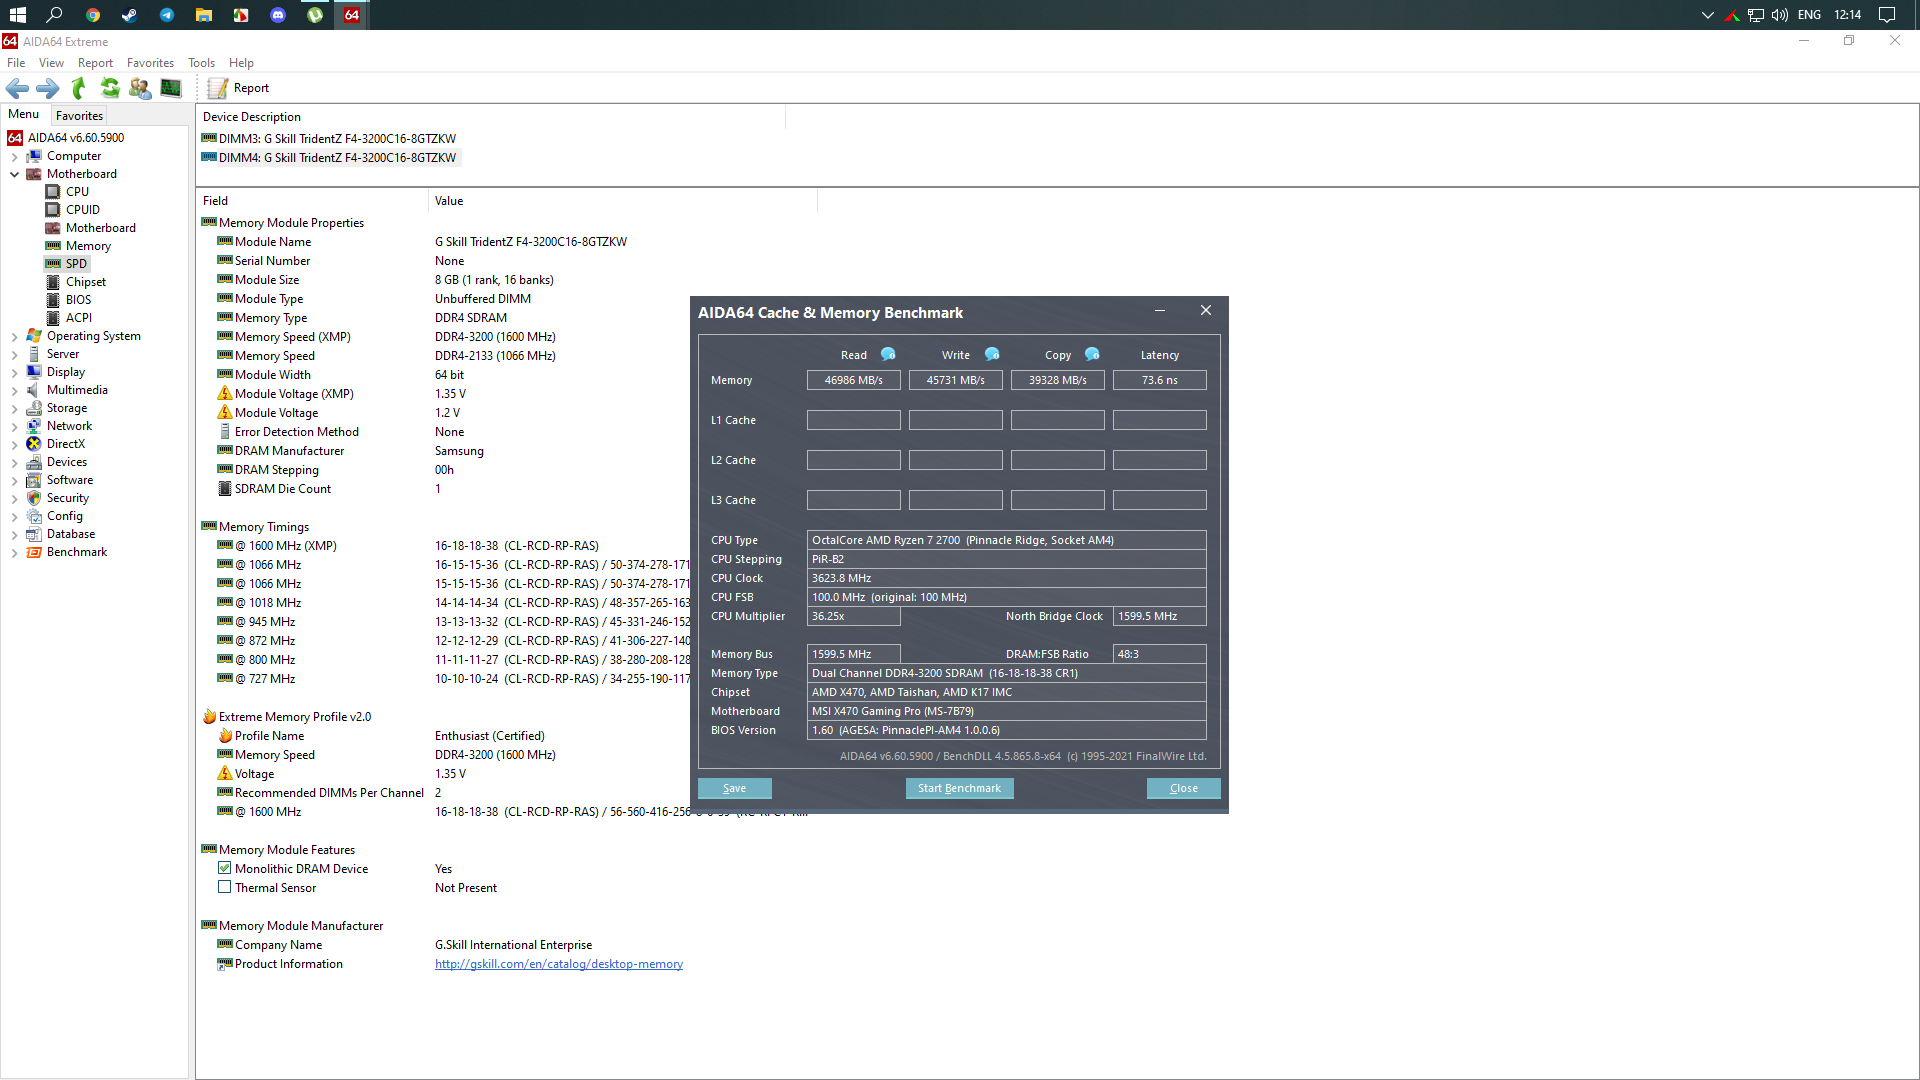 64
ENG
12:14
64 AIDA64 Extreme
File View Report Favorites Tools Help
Report
Menu Favorites
64 AIDA64 v6.60.5900
Computer
Motherboard
CPU
CPUID
Motherboard
Memory
SPD
Chipset
BIOS
ACPI
Operating System
Server
Display
Multimedia
Storage
Network
DirectX
Devices
Software
Security
Config
Database
Benchmark
Device Description
DIMM3: G Skill TridentZ F4-3200C16-8GTZKW
DIMM4: G Skill TridentZ F4-3200C16-8GTZKW
Field Value
Memory Module Properties
Module Name G Skill TridentZ F4-3200C16-8GTZKW
Serial Number None
Module Size 8 GB (1 rank, 16 banks)
Module Type Unbuffered DIMM
Memory Type DDR4 SDRAM
Memory Speed (XMP) DDR4-3200 (1600 MHz)
Memory Speed DDR4-2133 (1066 MHz)
Module Width 64 bit
Module Voltage (XMP) 1.35 V
Module Voltage 1.2 V
Error Detection Method None
DRAM Manufacturer Samsung
DRAM Stepping 00h
SDRAM Die Count 1
Memory Timings
@ 1600 MHz (XMP) 16-18-18-38 (CL-RCD-RP-RAS)
@ 1066 MHz 16-15-15-36 (CL-RCD-RP-RAS) / 50-374-278-171
@ 1066 MHz 15-15-15-36 (CL-RCD-RP-RAS) / 50-374-278-171
@ 1018 MHz 14-14-14-34 (CL-RCD-RP-RAS) / 48-357-265-163
@ 945 MHz 13-13-13-32 (CL-RCD-RP-RAS) / 45-331-246-152
@ 872 MHz 12-12-12-29 (CL-RCD-RP-RAS) / 41-306-227-140
@ 800 MHz 11-11-11-27 (CL-RCD-RP-RAS) / 38-280-208-128
@ 727 MHz 10-10-10-24 (CL-RCD-RP-RAS) / 34-255-190-117
Extreme Memory Profile v2.0
Profile Name Enthusiast (Certified)
Memory Speed DDR4-3200 (1600 MHz)
Voltage 1.35 V
Recommended DIMMs Per Channel 2
@ 1600 MHz 16-18-18-38 (CL-RCD-RP-RAS) / 56-560-416-256
Memory Module Features
Monolithic DRAM Device Yes
Thermal Sensor Not Present
Memory Module Manufacturer
Company Name G.Skill International Enterprise
Product Information http://gskill.com/en/catalog/desktop-memory
AIDA64 Cache & Memory Benchmark
Read Write Copy Latency
Memory 46986 MB/s 45731 MB/s 39328 MB/s 73.6 ns
L1 Cache
L2 Cache
L3 Cache
CPU Type OctalCore AMD Ryzen 7 2700 (Pinnacle Ridge, Socket AM4)
CPU Stepping PiR-B2
CPU Clock 3623.8 MHz
CPU FSB 100.0 MHz (original: 100 MHz)
CPU Multiplier 36.25x North Bridge Clock 1599.5 MHz
Memory Bus 1599.5 MHz DRAM:FSB Ratio 48:3
Memory Type Dual Channel DDR4-3200 SDRAM (16-18-18-38 CR1)
Chipset AMD X470, AMD Taishan, AMD K17 IMC
Motherboard MSI X470 Gaming Pro (MS-7B79)
BIOS Version 1.60 (AGESA: PinnaclePI-AM4 1.0.0.6)
AIDA64 v6.60.5900 / BenchDLL 4.5.865.8-x64 (c) 1995-2021 FinalWire Ltd.
Save Start Benchmark Close